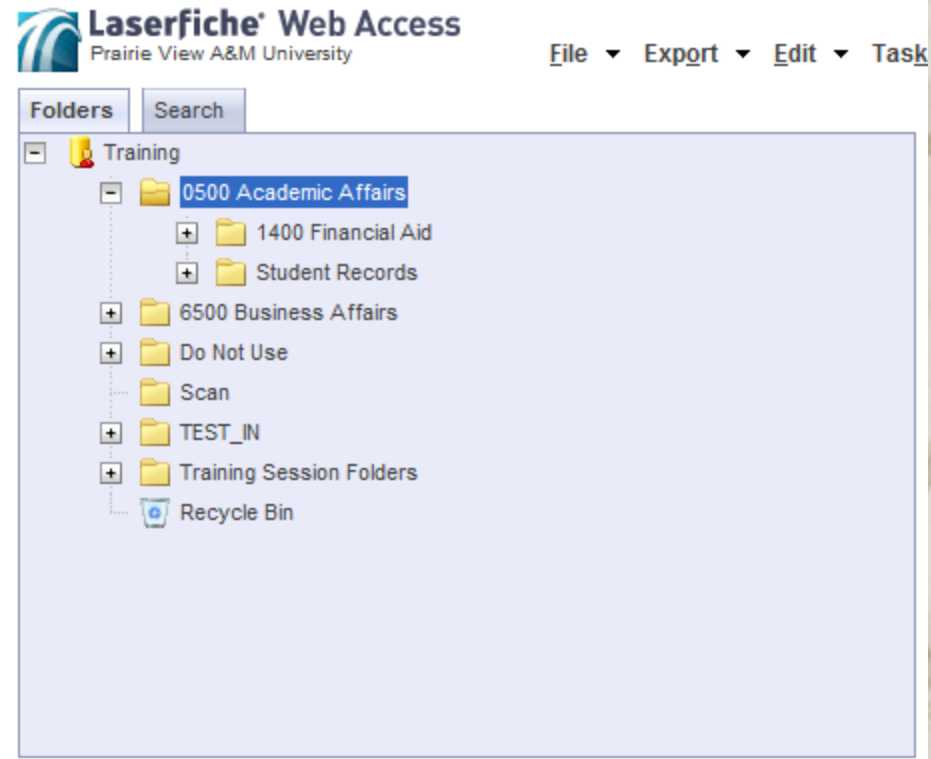 Laserfiche® Web Access
Prairie View A&M University
File Export Edit Task
Folders Search
Training
0500 Academic Affairs
1400 Financial Aid
Student Records
6500 Business Affairs
Do Not Use
Scan
TEST_IN
Training Session Folders
Recycle Bin